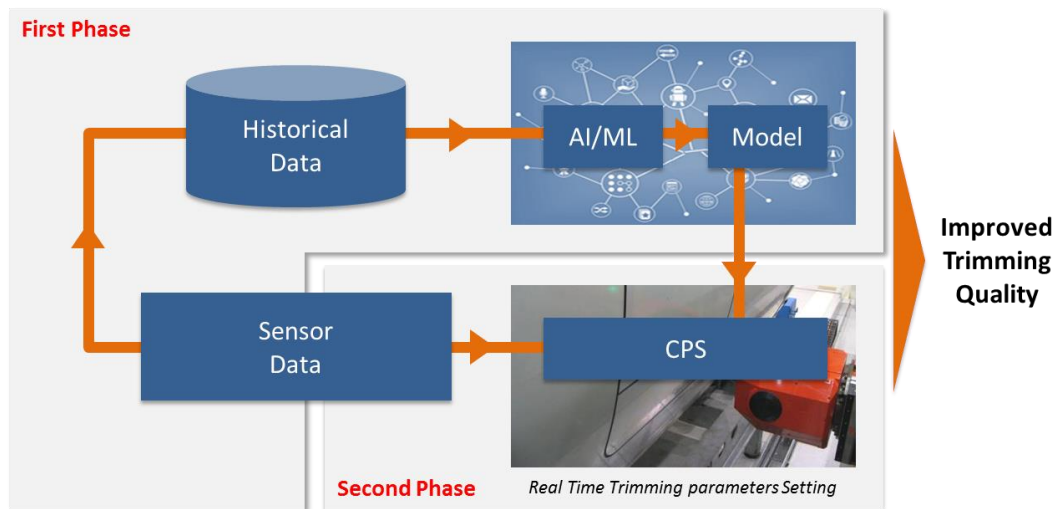 First Phase
Historical
Data
AI/ML
Model
Improved
Trimming
Quality
Sensor
Data
CPS
Second Phase
Real Time Trimming parameters Setting